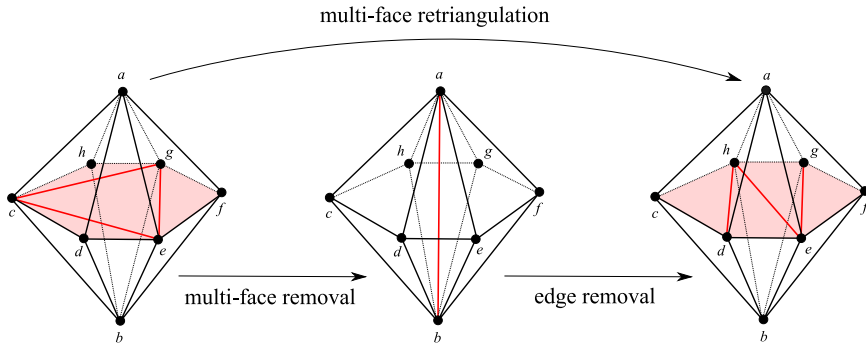 multi-face retriangulation
a
a
a
h
g
h
g
h
g
c
f
c
f
c
f
d
e
d
e
d
e
multi-face removal
edge removal
b
b
b